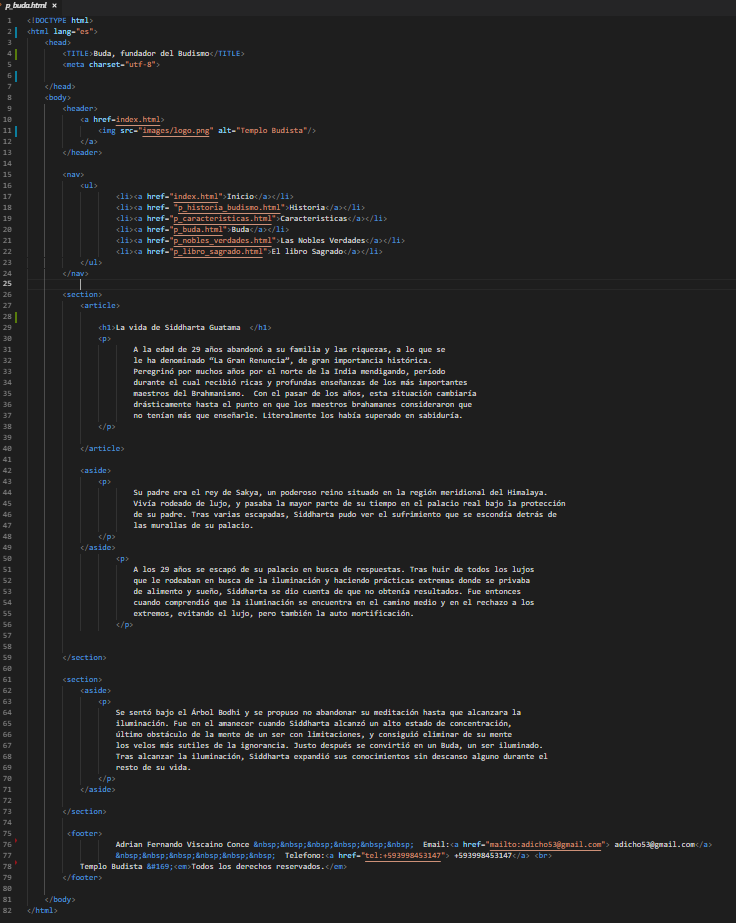 p_buda.html ×
1 <!DOCTYPE html>
2 <html lang="es">
3 <head>
4 <TITLE>Buda, fundador del Budismo</TITLE>
5 <meta charset="utf-8">
6
7 </head>
8 <body>
9 <header>
10 <a href=index.html>
11 <img src="images/logo.png" alt="Templo Budista"/>
12 </a>
13 </header>
14
15 <nav>
16 <ul>
17 <li><a href="index.html">Inicio</a></li>
18 <li><a href= "p_historia_budismo.html">Historia</a></li>
19 <li><a href="p_caracteristicas.html">Caracteristicas</a></li>
20 <li><a href="p_buda.html">Buda</a></li>
21 <li><a href="p_nobles_verdades.html">Las Nobles Verdades</a></li>
22 <li><a href="p_libro_sagrado.html">El libro Sagrado</a></li>
23 </ul>
24 </nav>
25
26 <section>
27 <article>
28
29 <h1>La vida de Siddharta Guatama  </h1>
30 <p>
31 A la edad de 29 años abandonó a su familia y las riquezas, a lo que se
32 le ha denominado “La Gran Renuncia”, de gran importancia histórica.
33 Peregrinó por muchos años por el norte de la India mendigando, período
34 durante el cual recibió ricas y profundas enseñanzas de los más importantes
35 maestros del Brahmanismo.  Con el pasar de los años, esta situación cambiaría
36 drásticamente hasta el punto en que los maestros brahamanes consideraron que
37 no tenían más que enseñarle. Literalmente los había superado en sabiduría.
38 </p>
39
40 </article>
41
42 <aside>
43 <p>
44 Su padre era el rey de Sakya, un poderoso reino situado en la región meridional del Himalaya.
45 Vivía rodeado de lujo, y pasaba la mayor parte de su tiempo en el palacio real bajo la protección
46 de su padre. Tras varias escapadas, Siddharta pudo ver el sufrimiento que se escondía detrás de
47 las murallas de su palacio.
48 </p>
49 </aside>
50 <p>
51 A los 29 años se escapó de su palacio en busca de respuestas. Tras huir de todos los lujos
52 que le rodeaban en busca de la iluminación y haciendo prácticas extremas donde se privaba
53 de alimento y sueño, Siddharta se dio cuenta de que no obtenía resultados. Fue entonces
54 cuando comprendió que la iluminación se encuentra en el camino medio y en el rechazo a los
55 extremos, evitando el lujo, pero también la auto mortificación.
56 </p>
57
58
59 </section>
60
61 <section>
62 <aside>
63 <p>
64 Se sentó bajo el Árbol Bodhi y se propuso no abandonar su meditación hasta que alcanzara la
65 iluminación. Fue en el amanecer cuando Siddharta alcanzó un alto estado de concentración,
66 último obstáculo de la mente de un ser con limitaciones, y consiguió eliminar de su mente
67 los velos más sutiles de la ignorancia. Justo después se convirtió en un Buda, un ser iluminado.
68 Tras alcanzar la iluminación, Siddharta expandió sus conocimientos sin descanso alguno durante el
69 resto de su vida.
70 </p>
71 </aside>
72
73 </section>
74
75 <footer>
76 Adrian Fernando Viscaino Conce &nbsp;&nbsp;&nbsp;&nbsp;&nbsp;&nbsp;  Email:<a href="mailto:adicho53@gmail.com"> adicho53@gmail.com</a>
77 &nbsp;&nbsp;&nbsp;&nbsp;&nbsp;&nbsp;  Telefono:<a href="tel:+593998453147"> +593998453147</a> <br>
78 Templo Budista &#169;<em>Todos los derechos reservados.</em>
79 </footer>
80
81 </body>
82 </html>